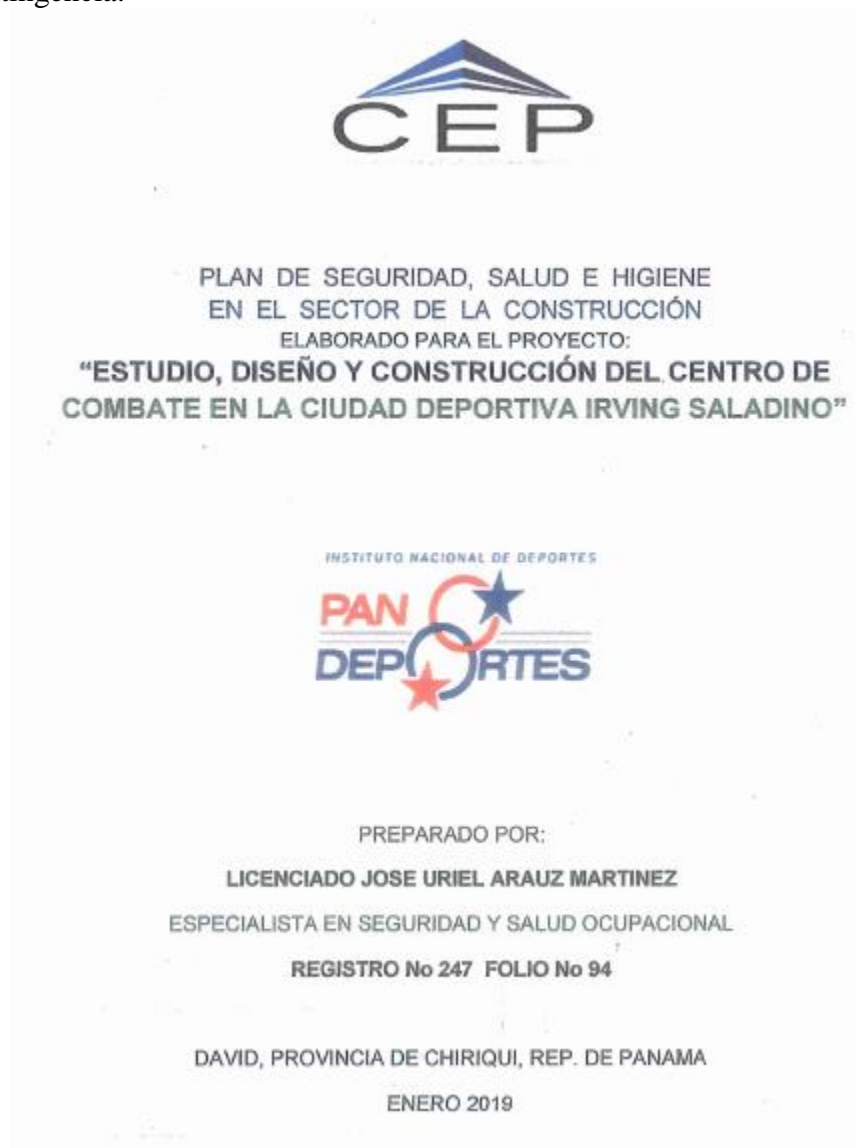 CEP
PLAN DE SEGURIDAD, SALUD E HIGIENE
EN EL SECTOR DE LA CONSTRUCCIÓN
ELABORADO PARA EL PROYECTO:
“ESTUDIO, DISEÑO Y CONSTRUCCIÓN DEL CENTRO DE
COMBATE EN LA CIUDAD DEPORTIVA IRVING SALADINO”
INSTITUTO NACIONAL DE DEPORTES
PAN
DEPORTES
PREPARADO POR:
LICENCIADO JOSE URIEL ARAUZ MARTINEZ
ESPECIALISTA EN SEGURIDAD Y SALUD OCUPACIONAL
REGISTRO No 247 FOLIO No 94
DAVID, PROVINCIA DE CHIRIQUI, REP. DE PANAMA
ENERO 2019